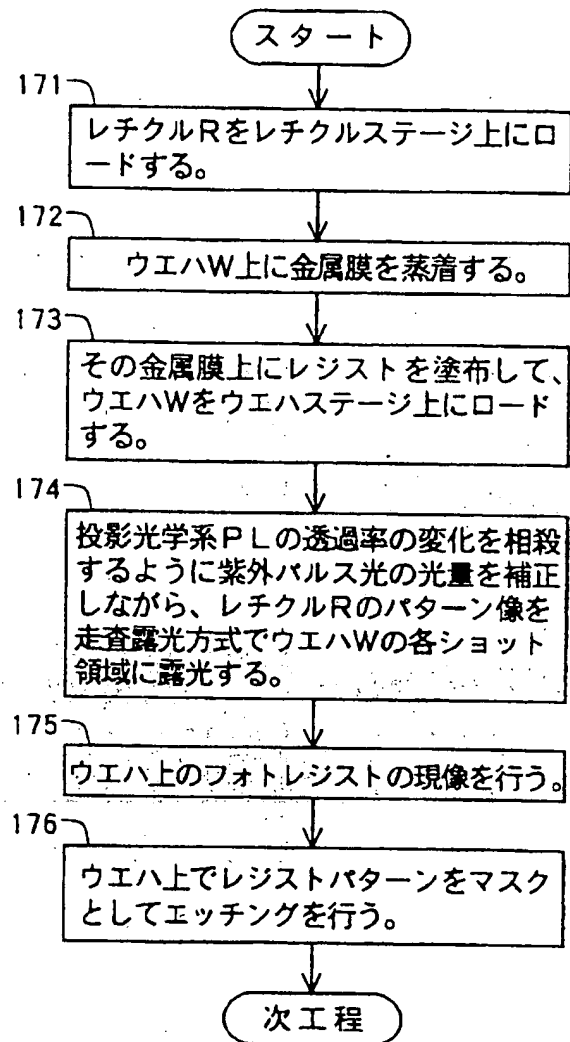 スタート
171
レチクルRをレチクルステージ上にロ
ードする。
172
ウエハW上に金属膜を蒸着する。
173
その金属膜上にレジストを塗布して、
ウエハWをウエハステージ上にロード
する。
174
投影光学系PLの透過率の変化を相殺
するように紫外パルス光の光量を補正
しながら、レチクルRのパターン像を
走査露光方式でウエハWの各ショット
領域に露光する。
175
ウエハ上のフォトレジストの現像を行う。
176
ウエハ上でレジストパターンをマスク
としてエッチングを行う。
次工程